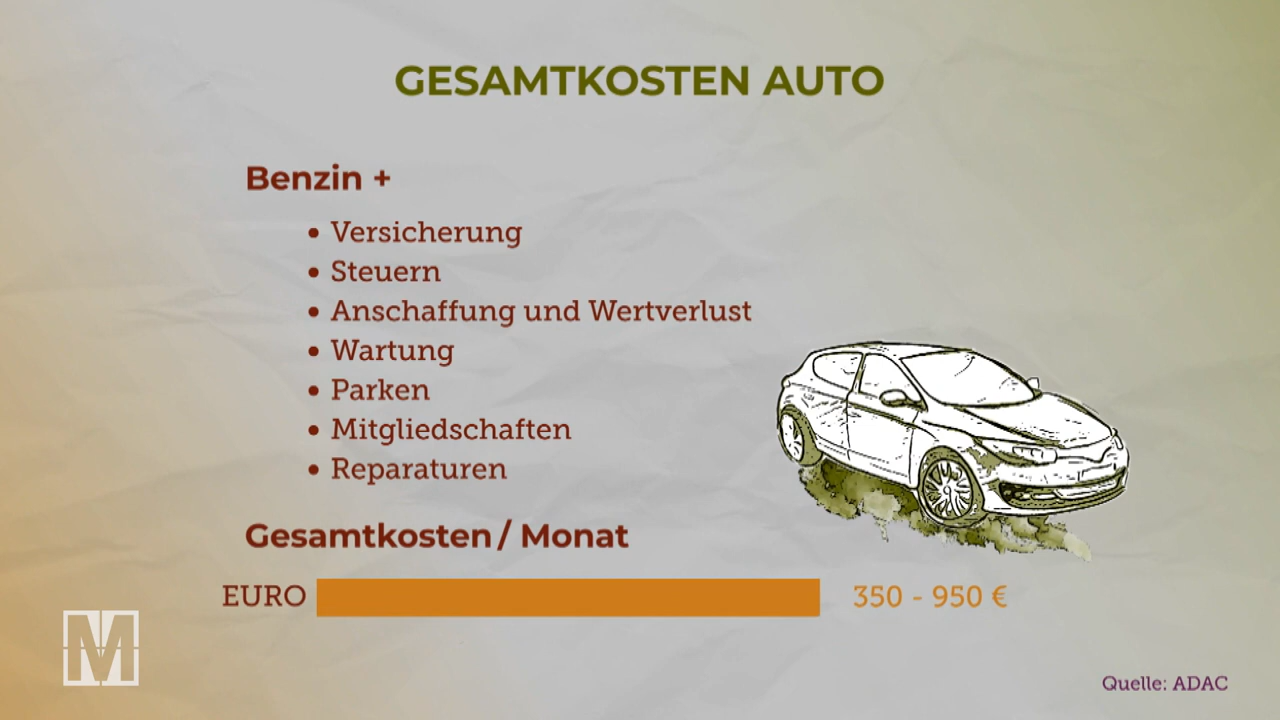 GESAMTKOSTEN AUTO
Benzin +
• Versicherung
• Steuern
• Anschaffung und Wertverlust
• Wartung
• Parken
• Mitgliedschaften
• Reparaturen
Gesamtkosten / Monat
EURO 350 - 950 €
M
Quelle: ADAC